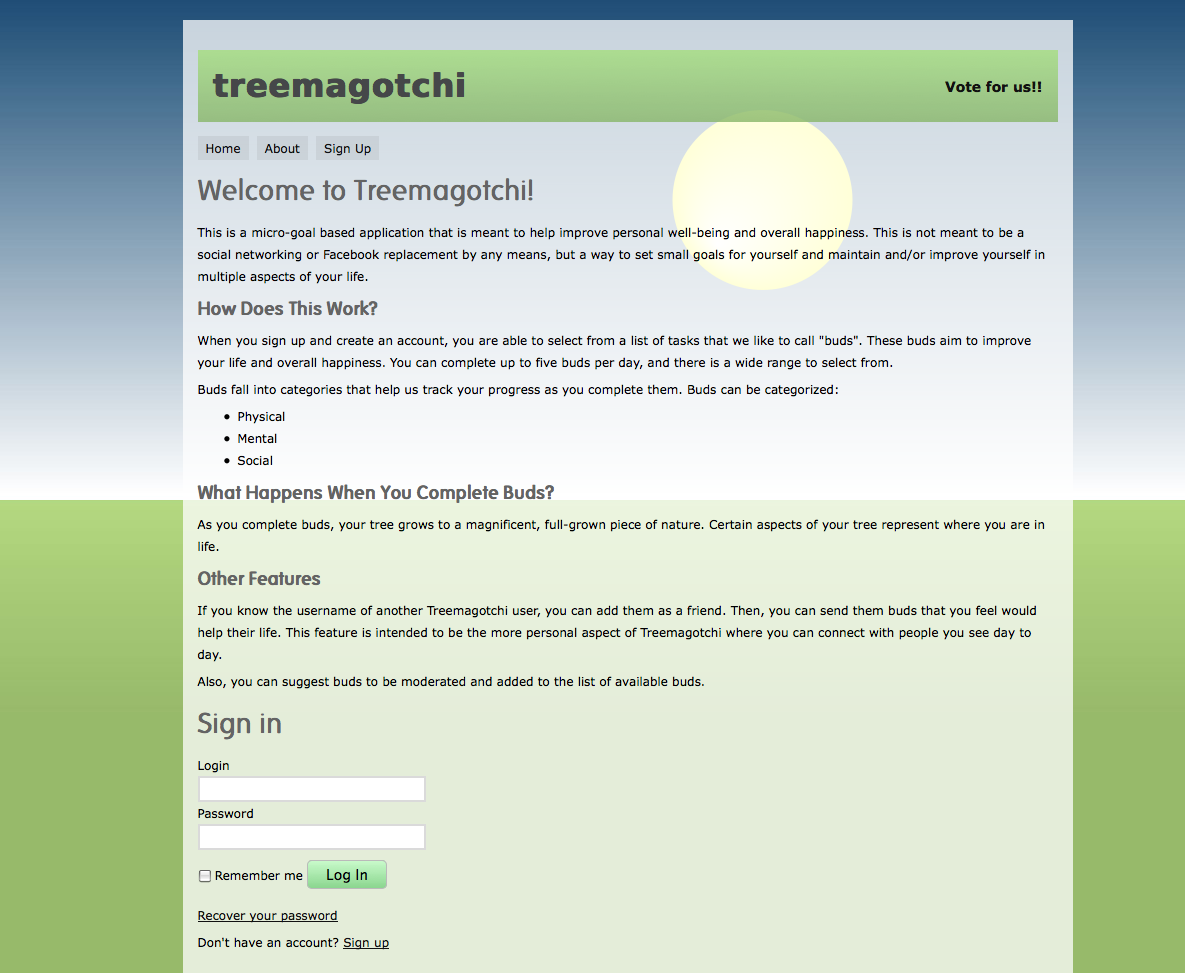 treemagotchi
Vote for us!!
Home About Sign Up
Welcome to Treemagotchi!
This is a micro-goal based application that is meant to help improve personal well-being and overall happiness. This is not meant to be a
social networking or Facebook replacement by any means, but a way to set small goals for yourself and maintain and/or improve yourself in
multiple aspects of your life.
How Does This Work?
When you sign up and create an account, you are able to select from a list of tasks that we like to call "buds". These buds aim to improve
your life and overall happiness. You can complete up to five buds per day, and there is a wide range to select from.
Buds fall into categories that help us track your progress as you complete them. Buds can be categorized:
• Physical
• Mental
• Social
What Happens When You Complete Buds?
As you complete buds, your tree grows to a magnificent, full-grown piece of nature. Certain aspects of your tree represent where you are in
life.
Other Features
If you know the username of another Treemagotchi user, you can add them as a friend. Then, you can send them buds that you feel would
help their life. This feature is intended to be the more personal aspect of Treemagotchi where you can connect with people you see day to
day.
Also, you can suggest buds to be moderated and added to the list of available buds.
Sign in
Login
Password
Remember me Log In
Recover your password
Don't have an account? Sign up